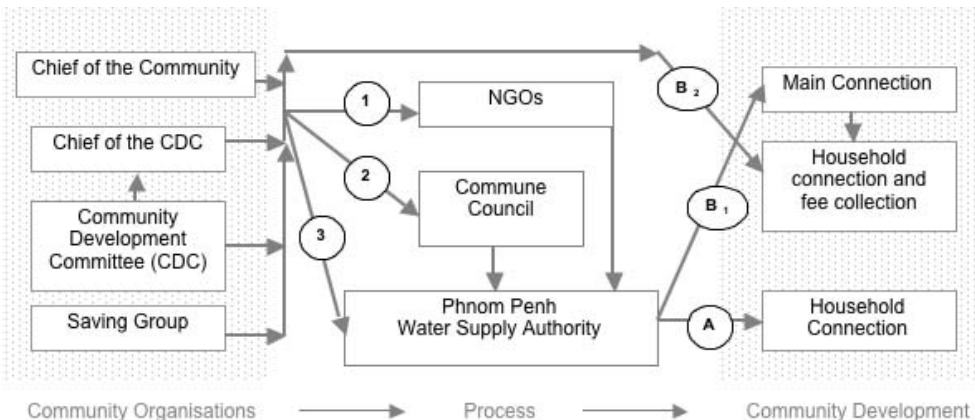 Chief of the Community
Chief of the CDC
Community
Development
Committee (CDC)
Saving Group
1
2
3
NGOs
Commune
Council
Phnom Penh
Water Supply Authority
B 2
B 1
A
Main Connection
Household
connection and
fee collection
Household
Connection
Community Organisations
Process
Community Development